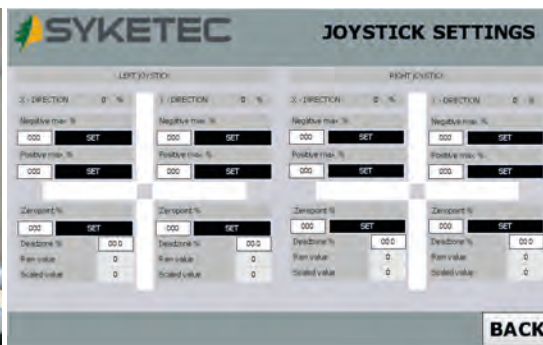 SYKETEC JOYSTICK SETTINGS
LEFT JOYSTICK RIGHT JOYSTICK
X - DIRECTION 0 % Y - DIRECTION 0 % X - DIRECTION 0 % Y - DIRECTION 0 %
Negative max. % Negative max. % Negative max. % Negative max. %
000 SET 000 SET 000 SET 000 SET
Positive max. % Positive max. % Positive max. % Positive max. %
000 SET 000 SET 000 SET 000 SET
Zeropoint % Zeropoint % Zeropoint % Zeropoint %
000 SET 000 SET 000 SET 000 SET
Deadzone % 00.0 Deadzone % 00.0 Deadzone % 00.0 Deadzone % 00.0
Raw value 0 Raw value 0 Raw value 0 Raw value 0
Scaled value 0 Scaled value 0 Scaled value 0 Scaled value 0
BACK